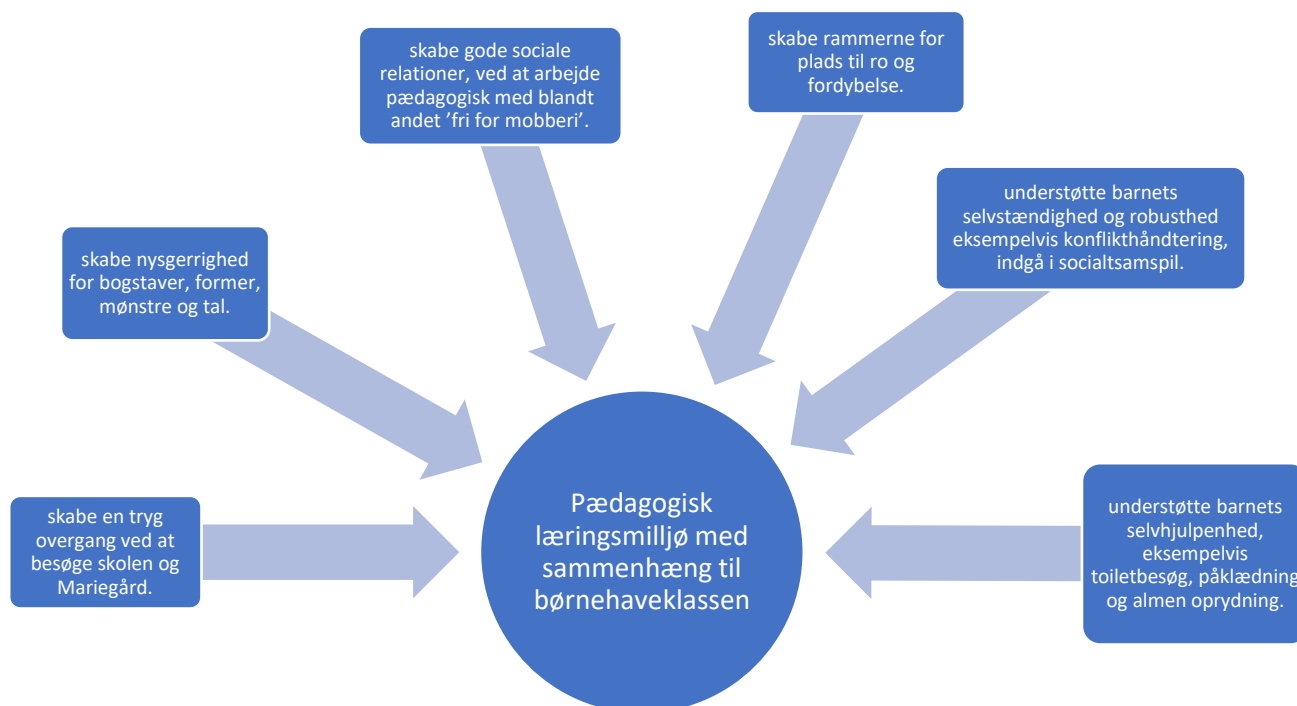 skabe en tryg
overgang ved at
besøge skolen og
Mariegård.
skabe nysgerrighed
for bogstaver, former,
mønstre og tal.
skabe gode sociale
relationer, ved at arbejde
pædagogisk med blandt
andet ’fri for mobberi’.
skabe rammerne for
plads til ro og
fordybelse.
understøtte barnets
selvstændighed og robusthed
eksempelvis konflikthåndtering,
indgå i socialtsamspil.
understøtte barnets
selvhjulpenhed,
eksempelvis
toiletbesøg, påklædning
og almen oprydning.
Pædagogisk
læringsmilljø med
sammenhæng til
børnehaveklassen